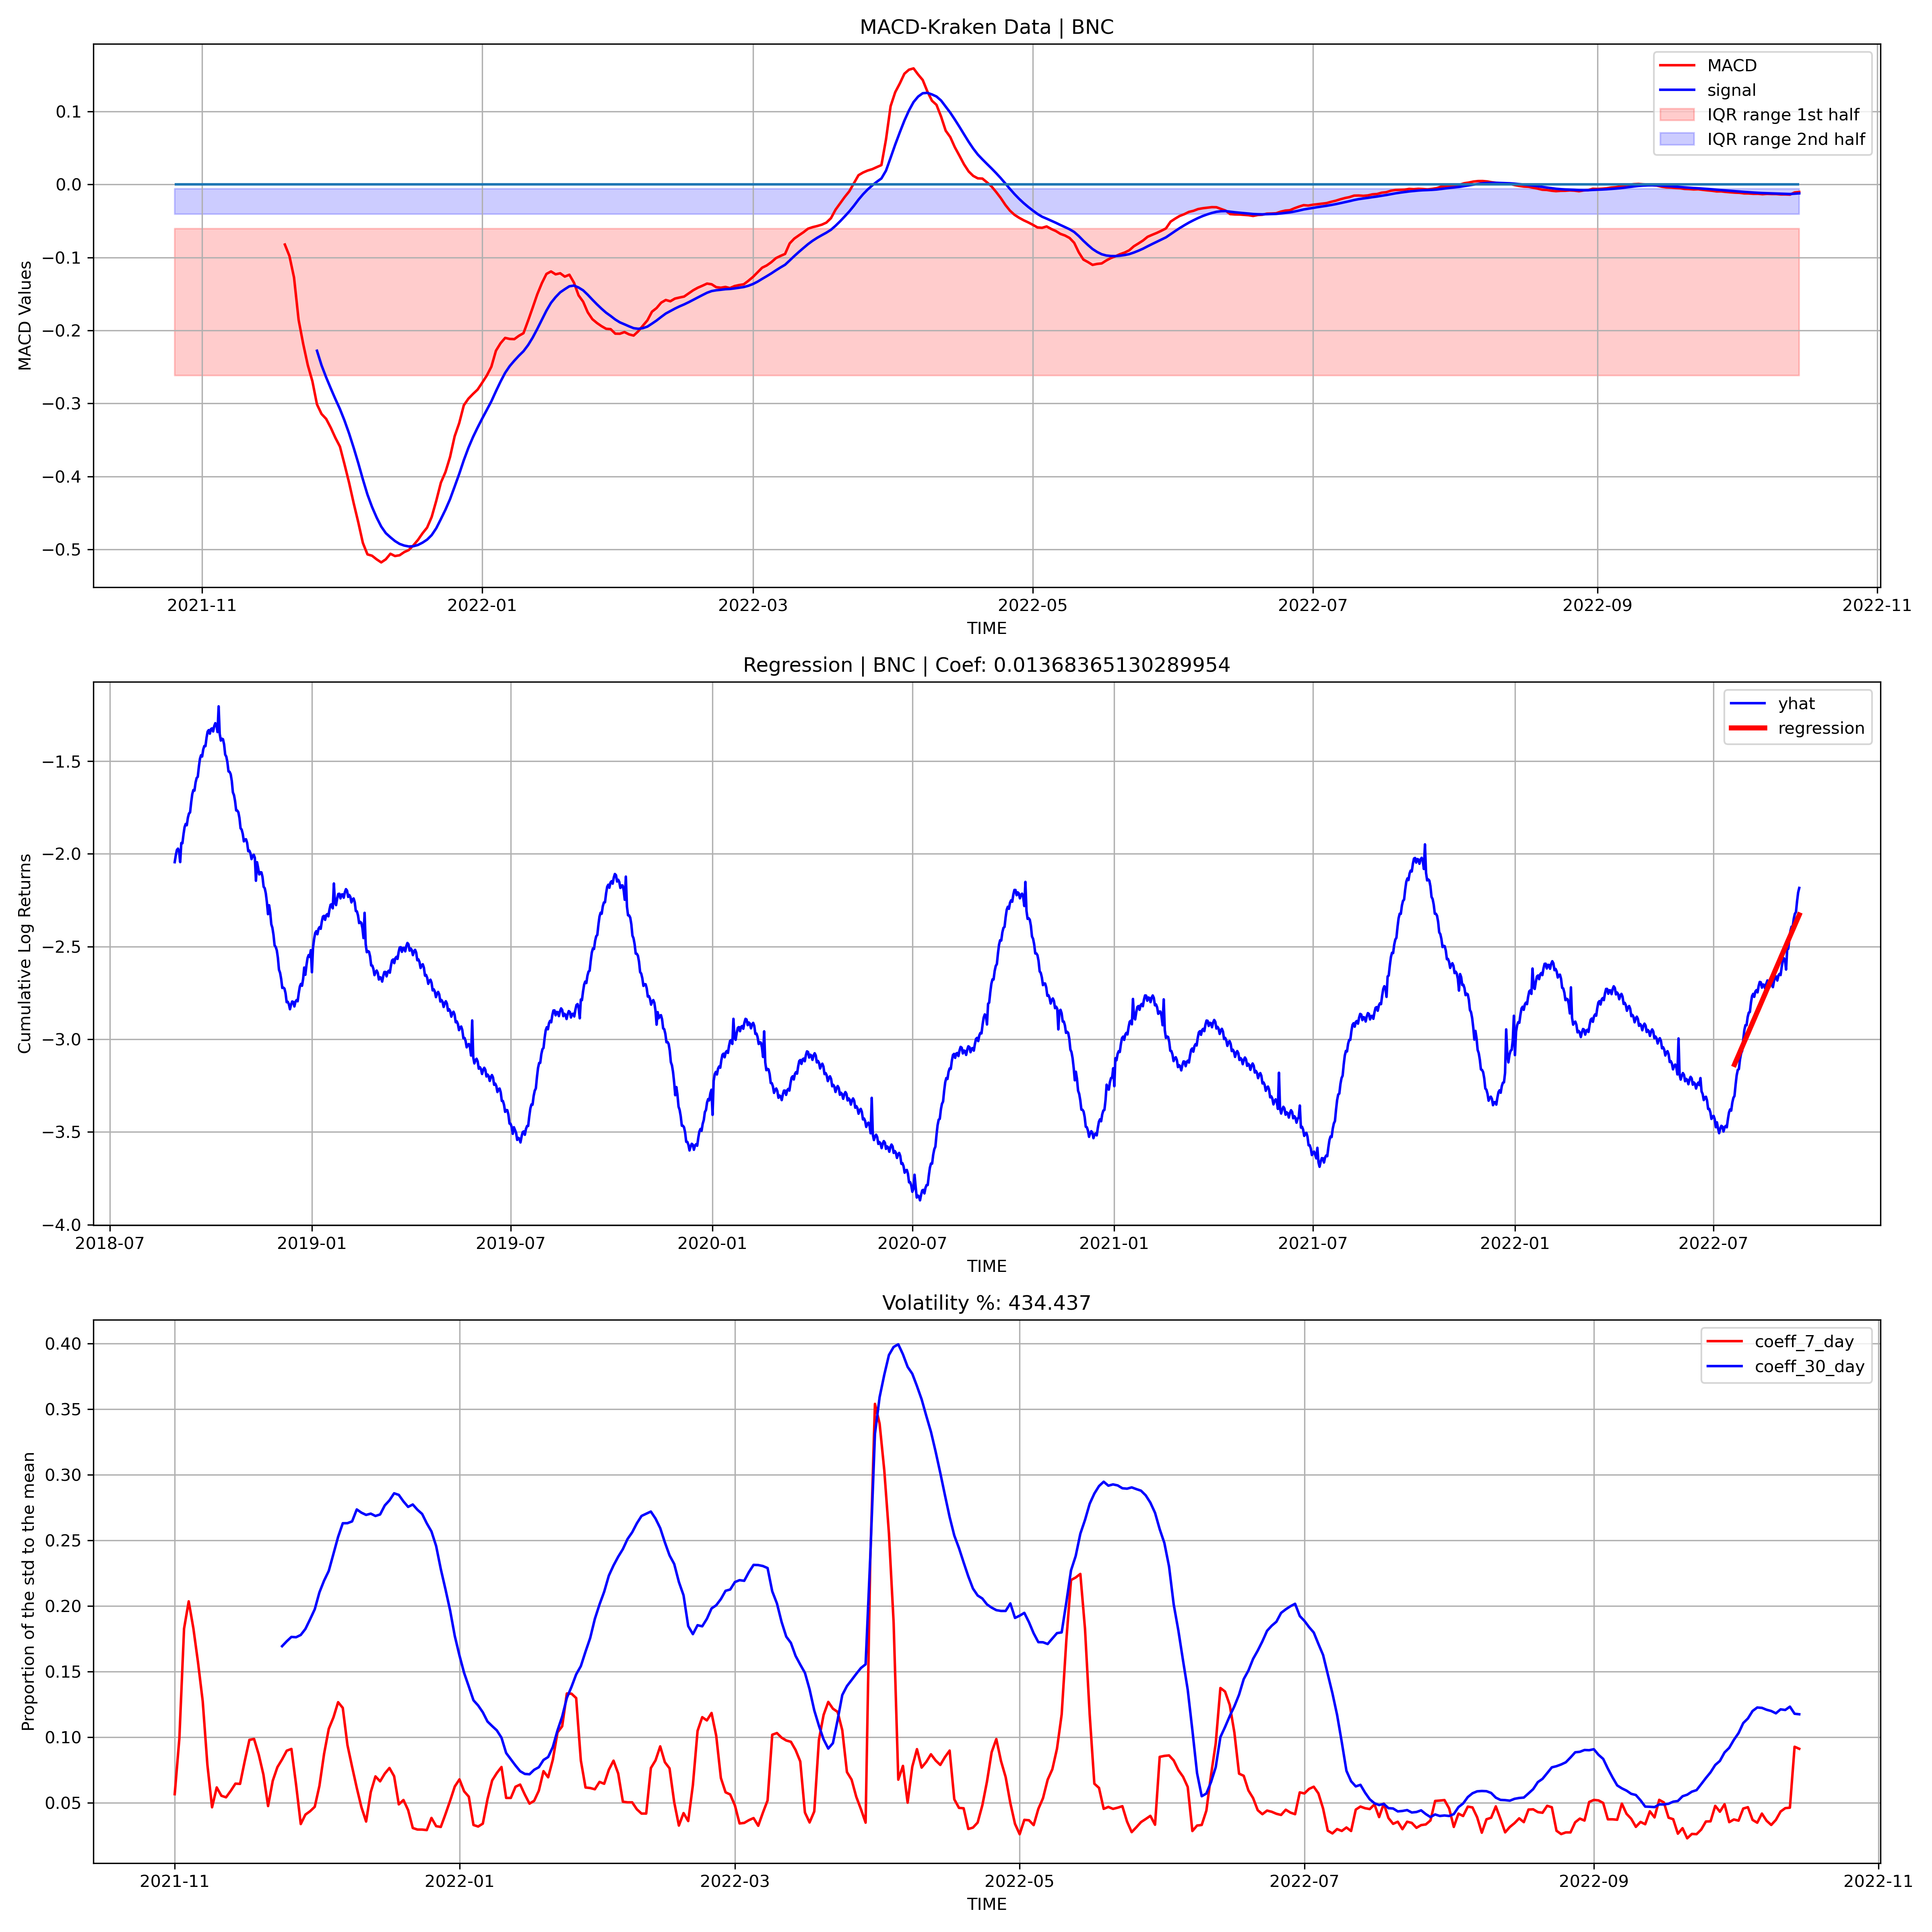 MACD-Kraken Data | BNC
MACD
signal
IQR range 1st half
IQR range 2nd half
MACD Values
0.1
0.0
−0.1
−0.2
−0.3
−0.4
−0.5
2021-11 2022-01 2022-03 2022-05 2022-07 2022-09 2022-11
TIME
Regression | BNC | Coef: 0.01368365130289954
yhat
regression
Cumulative Log Returns
−1.5
−2.0
−2.5
−3.0
−3.5
−4.0
2018-07 2019-01 2019-07 2020-01 2020-07 2021-01 2021-07 2022-01 2022-07
TIME
Volatility %: 434.437
coeff_7_day
coeff_30_day
Proportion of the std to the mean
0.40
0.35
0.30
0.25
0.20
0.15
0.10
0.05
2021-11 2022-01 2022-03 2022-05 2022-07 2022-09 2022-11
TIME